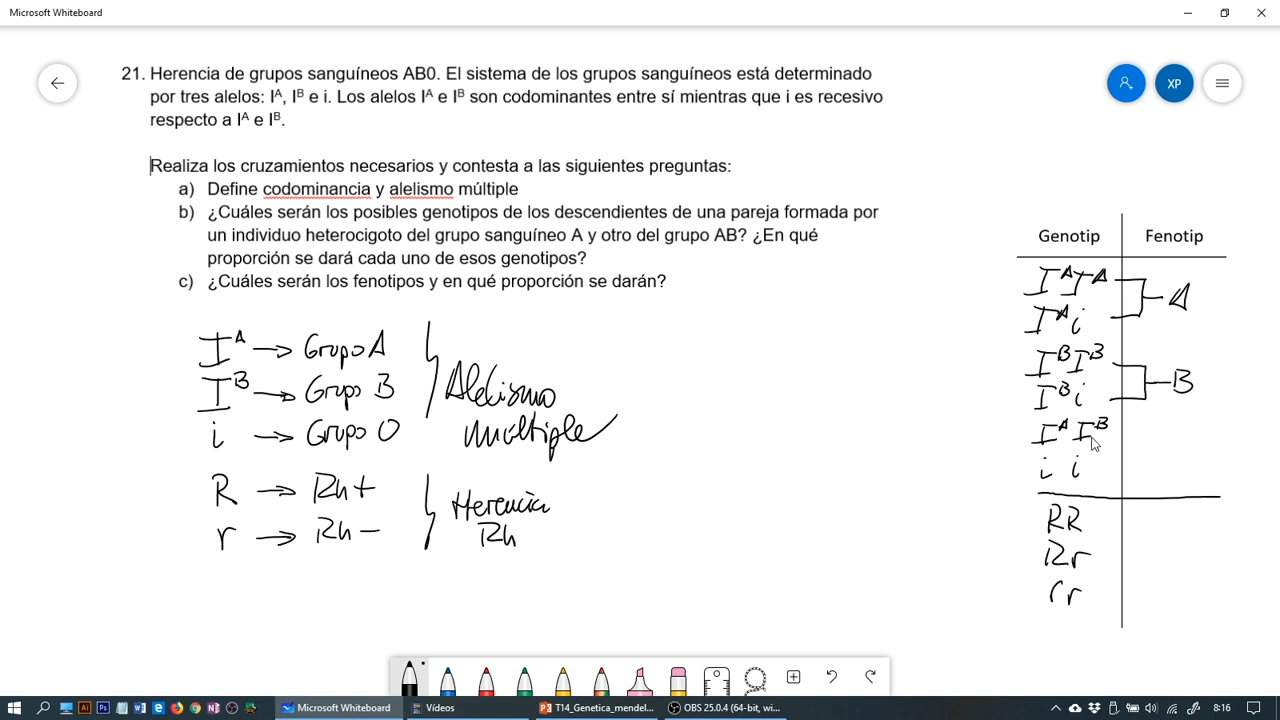 Microsoft Whiteboard
21. Herencia de grupos sanguíneos AB0. El sistema de los grupos sanguíneos está determinado
por tres alelos: Iᴬ, Iᴮ e i. Los alelos Iᴬ e Iᴮ son codominantes entre sí mientras que i es recesivo
respecto a Iᴬ e Iᴮ.
XP
Realiza los cruzamientos necesarios y contesta a las siguientes preguntas:
a) Define codominancia y alelismo múltiple
b) ¿Cuáles serán los posibles genotipos de los descendientes de una pareja formada por
un individuo heterocigoto del grupo sanguíneo A y otro del grupo AB? ¿En qué
proporción se dará cada uno de esos genotipos?
c) ¿Cuáles serán los fenotipos y en qué proporción se darán?
Iᴬ → Grupo A
Iᴮ → Grupo B
i → Grupo O
Alelismo
múltiple
R → Rh+
r → Rh-
Herencia
Rh
Genotip Fenotip
IᴬIᴬ
A
Iᴬi
IᴮIᴮ
B
Iᴮi
IᴬIᴮ
i i
RR
Rr
rr
Microsoft Whiteboard
Vídeos
T14_Genetica_mendel...
OBS 25.0.4 (64-bit, wi...
8:16